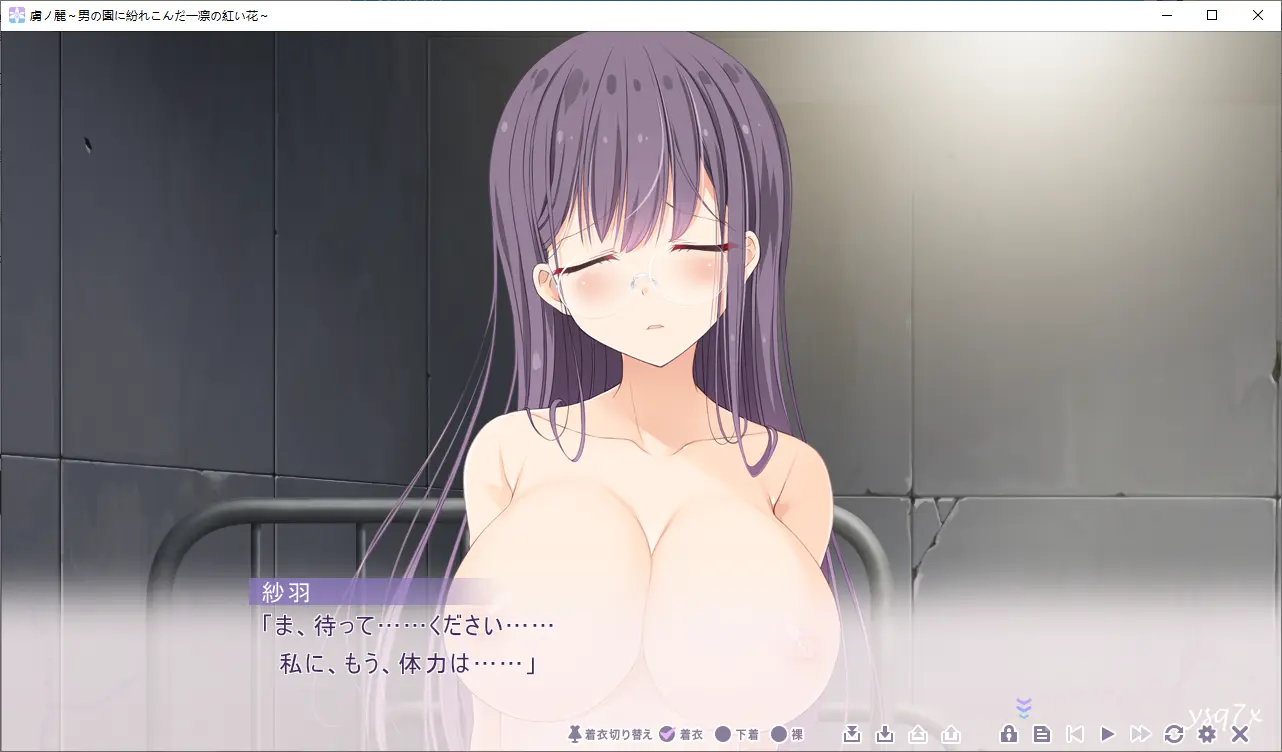 虜ノ麗～男の園に紛れこんだ一凛の紅い花～
紗羽
「ま、待って……ください……
私に、もう、体力は……」
着衣切り替え 着衣 下着 裸
ysq7x